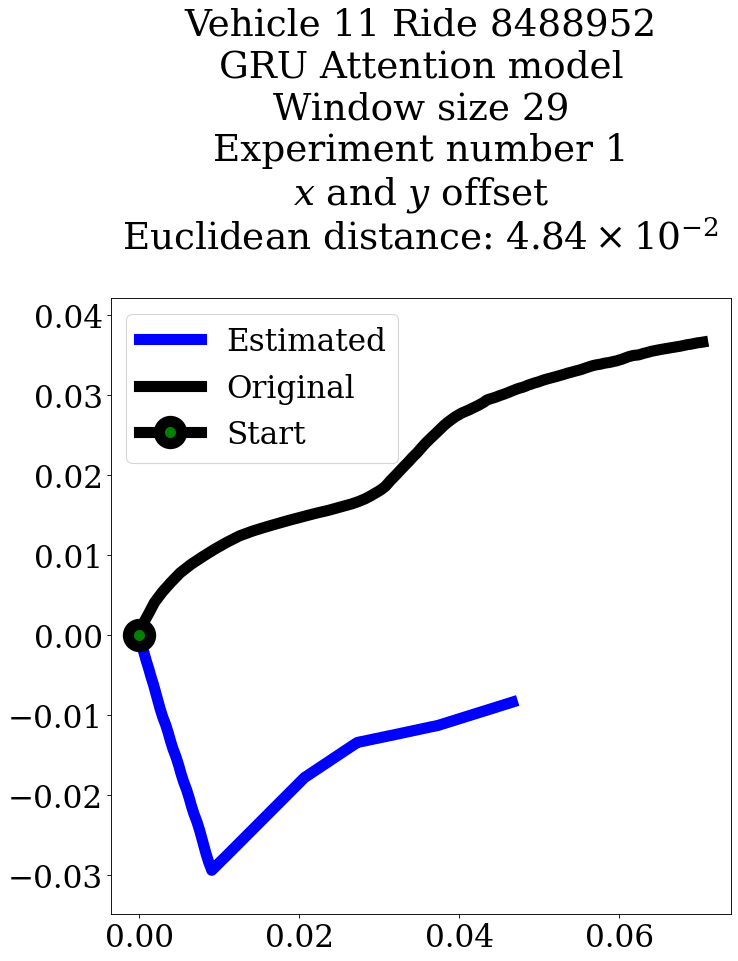 Vehicle 11 Ride 8488952
GRU Attention model
Window size 29
Experiment number 1
x and y offset
Euclidean distance: 4.84 × 10⁻²
Estimated
Original
Start
0.04
0.03
0.02
0.01
0.00
−0.01
−0.02
−0.03
0.00 0.02 0.04 0.06